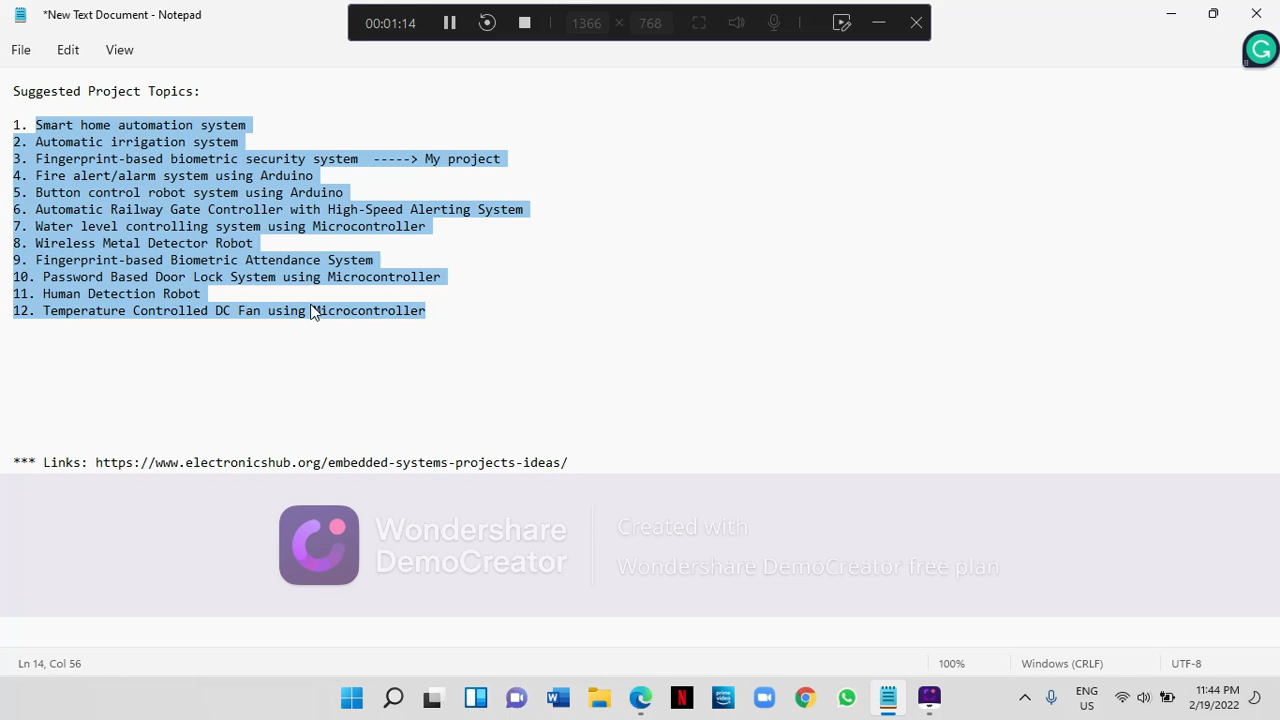 *New Text Document - Notepad
00:01:14
1366 × 768
File Edit View
Suggested Project Topics:
1. Smart home automation system
2. Automatic irrigation system
3. Fingerprint-based biometric security system -----> My project
4. Fire alert/alarm system using Arduino
5. Button control robot system using Arduino
6. Automatic Railway Gate Controller with High-Speed Alerting System
7. Water level controlling system using Microcontroller
8. Wireless Metal Detector Robot
9. Fingerprint-based Biometric Attendance System
10. Password Based Door Lock System using Microcontroller
11. Human Detection Robot
12. Temperature Controlled DC Fan using Microcontroller
*** Links: https://www.electronicshub.org/embedded-systems-projects-ideas/
Wondershare
DemoCreator
Created with
Wondershare DemoCreator free plan
Ln 14, Col 56
100%
Windows (CRLF)
UTF-8
ENG
US
11:44 PM
2/19/2022